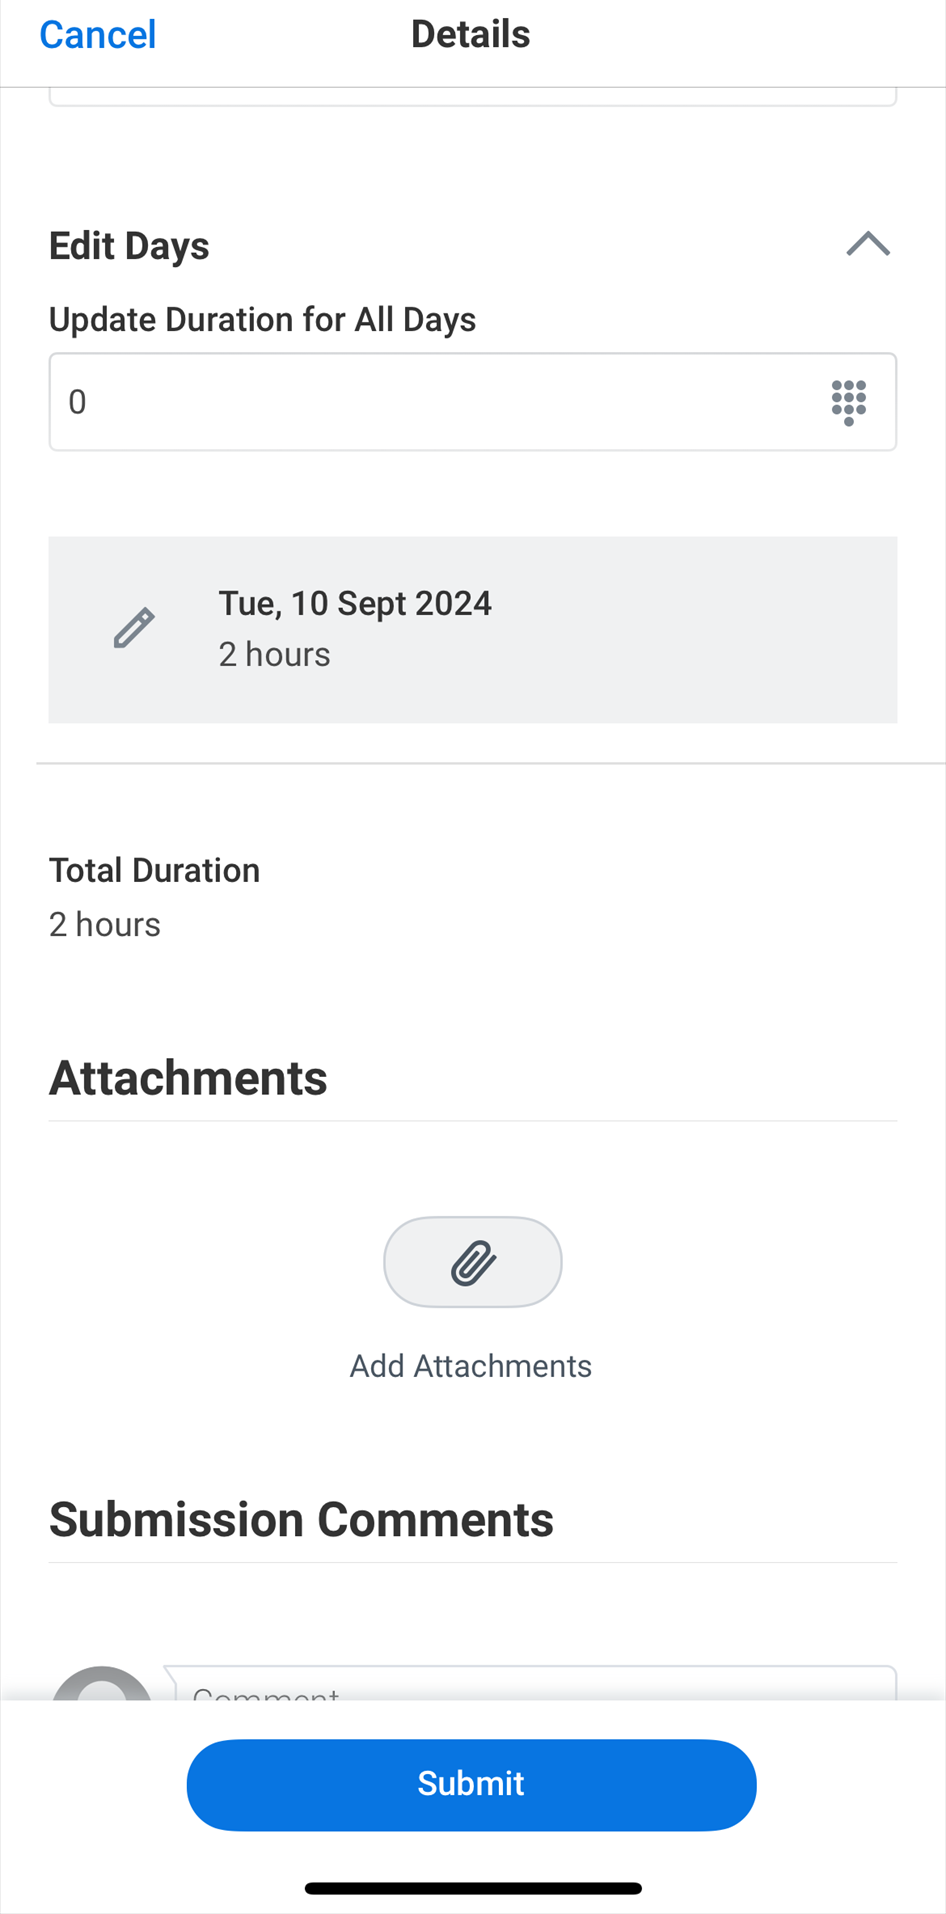 Cancel
Details
Edit Days
Update Duration for All Days
0
Tue, 10 Sept 2024
2 hours
Total Duration
2 hours
Attachments
Add Attachments
Submission Comments
Comment
Submit